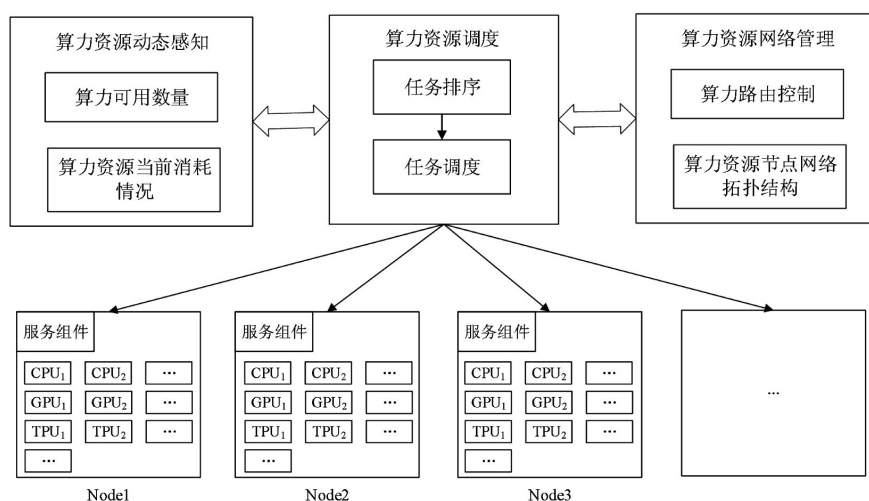 算力资源动态感知
算力可用数量
算力资源当前消耗
情况
算力资源调度
任务排序
任务调度
算力资源网络管理
算力路由控制
算力资源节点网络
拓扑结构
服务组件
CPU₁ CPU₂ ...
GPU₁ GPU₂ ...
TPU₁ TPU₂ ...
...
Node1
服务组件
CPU₁ CPU₂ ...
GPU₁ GPU₂ ...
TPU₁ TPU₂ ...
...
Node2
服务组件
CPU₁ CPU₂ ...
GPU₁ GPU₂ ...
TPU₁ TPU₂ ...
...
Node3
...